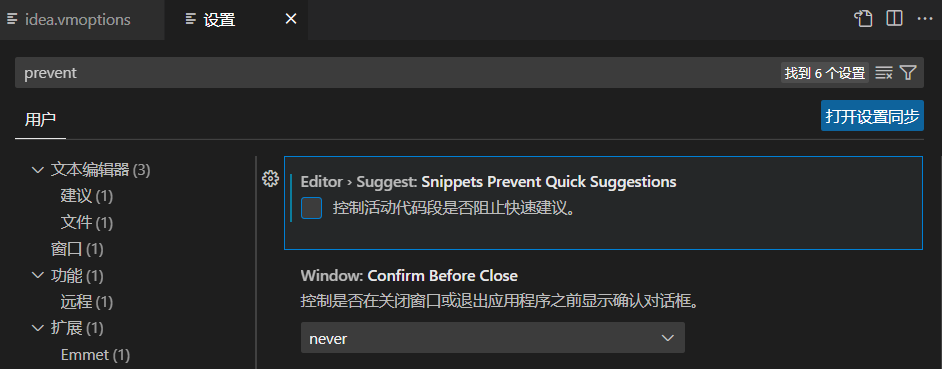 idea.vmoptions
设置
prevent
找到 6 个设置
用户
打开设置同步
文本编辑器 (3)
建议 (1)
文件 (1)
窗口 (1)
功能 (1)
远程 (1)
扩展 (1)
Emmet (1)
Editor › Suggest: Snippets Prevent Quick Suggestions
控制活动代码段是否阻止快速建议。
Window: Confirm Before Close
控制是否在关闭窗口或退出应用程序之前显示确认对话框。
never